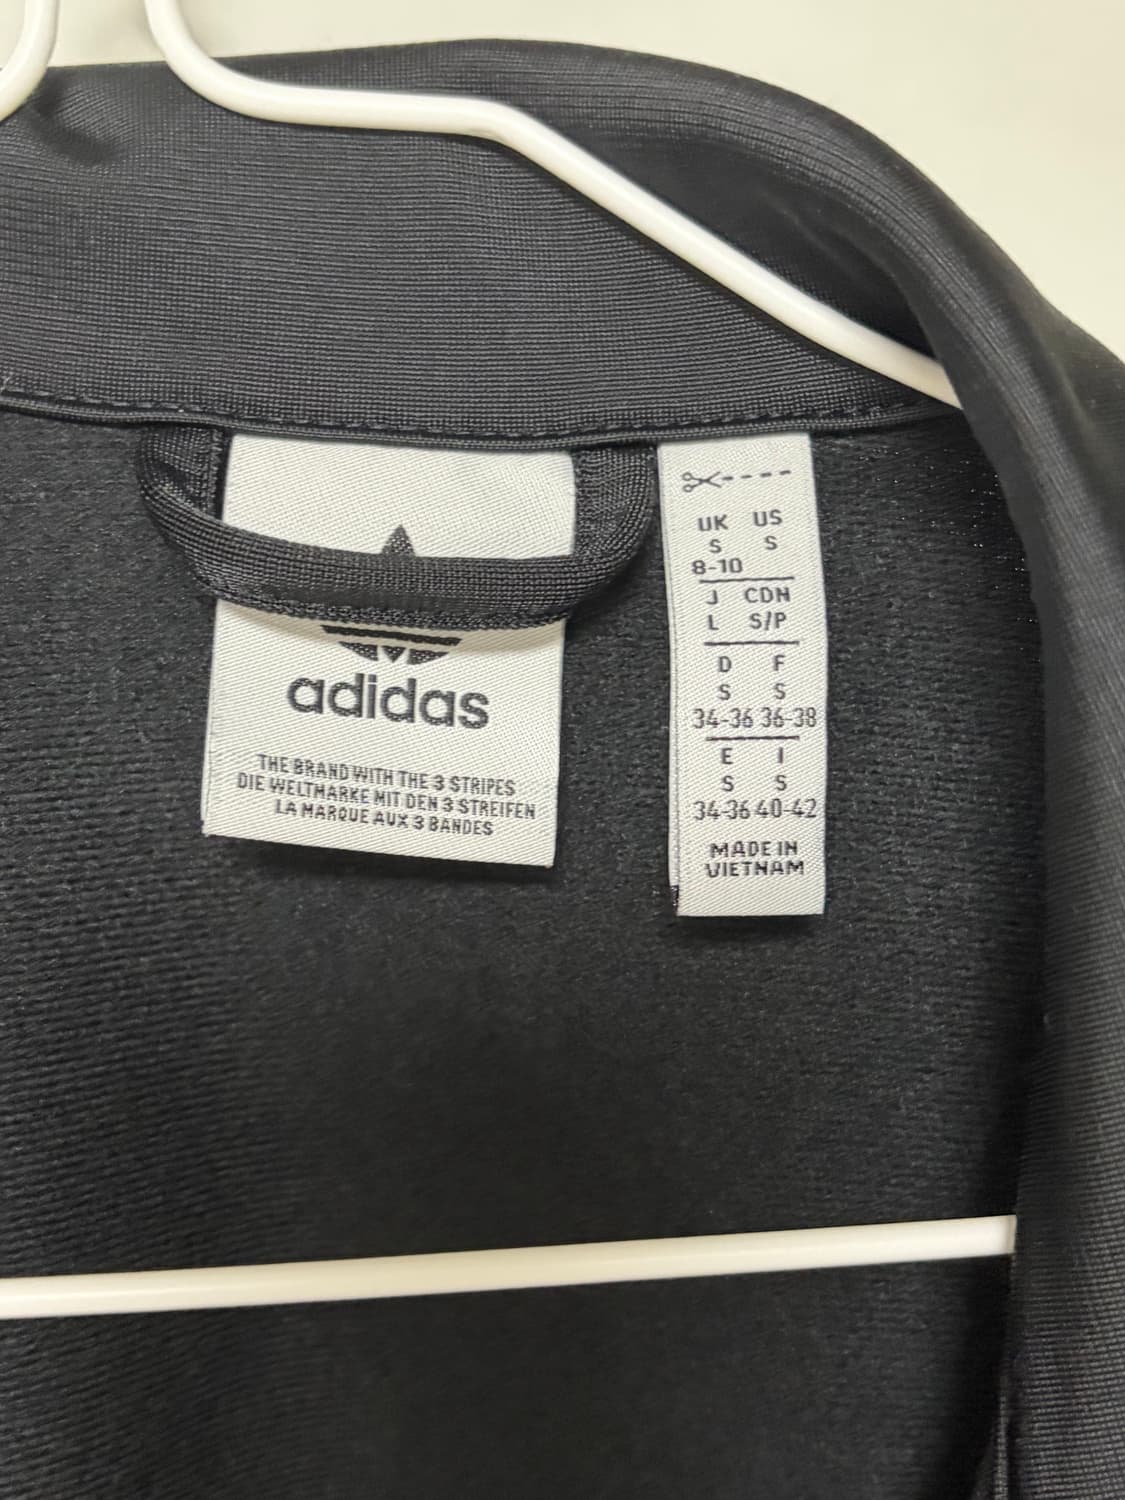 adidas
THE BRAND WITH THE 3 STRIPES
DIE WELTMARKE MIT DEN 3 STREIFEN
LA MARQUE AUX 3 BANDES
UK US
S S
8-10
J CDN
L S/P
D F
S S
34-36 36-38
E I
S S
34-36 40-42
MADE IN
VIETNAM